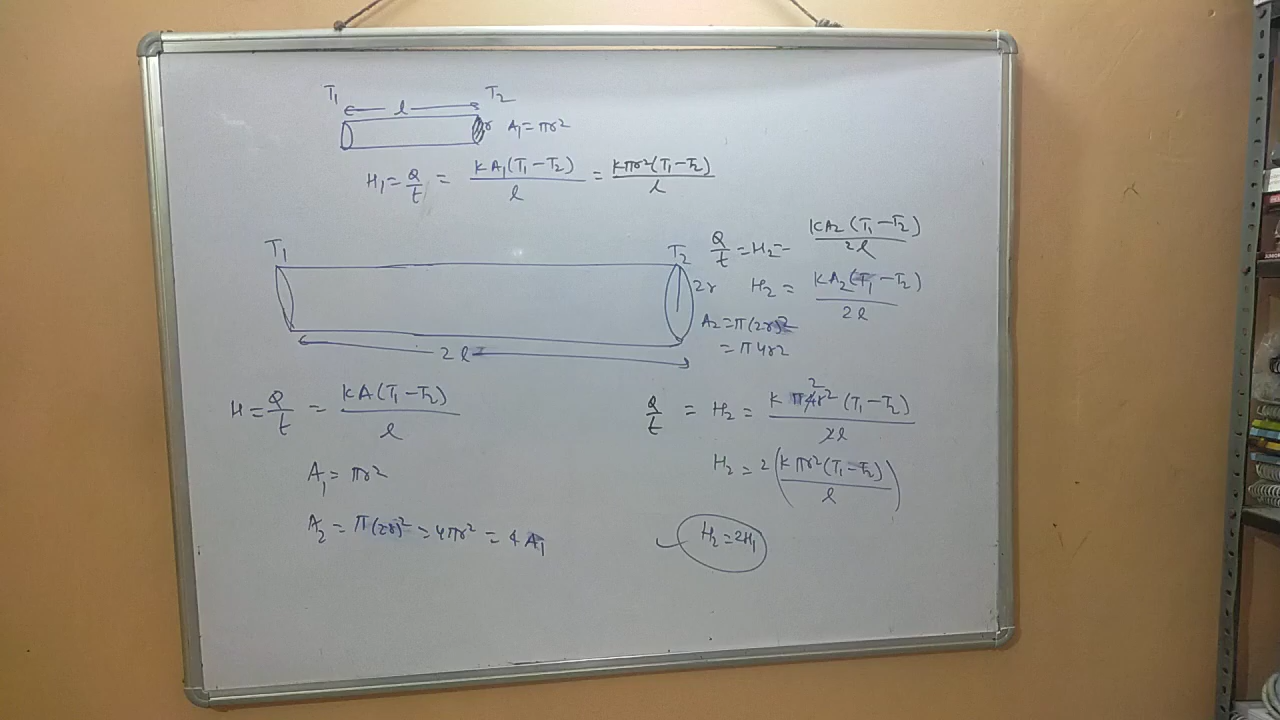 T₁ l T₂
r A₁ = πr²
H₁ = Q/t = KA₁(T₁-T₂)/l = Kπr²(T₁-T₂)/l
T₁ T₂
2r
2l
Q/t = H₂ = KA₂(T₁-T₂)/2l
H₂ = KA₂(T₁-T₂)/2l
A₂ = π(2r)²
= π4r²
H = Q/t = KA(T₁-T₂)/l
A₁ = πr²
A₂ = π(2r)² = 4πr² = 4A₁
Q/t = H₂ = K π4r² (T₁-T₂)/2l
2
H₂ = 2(Kπr²(T₁-T₂)/l)
H₂ = 2H₁